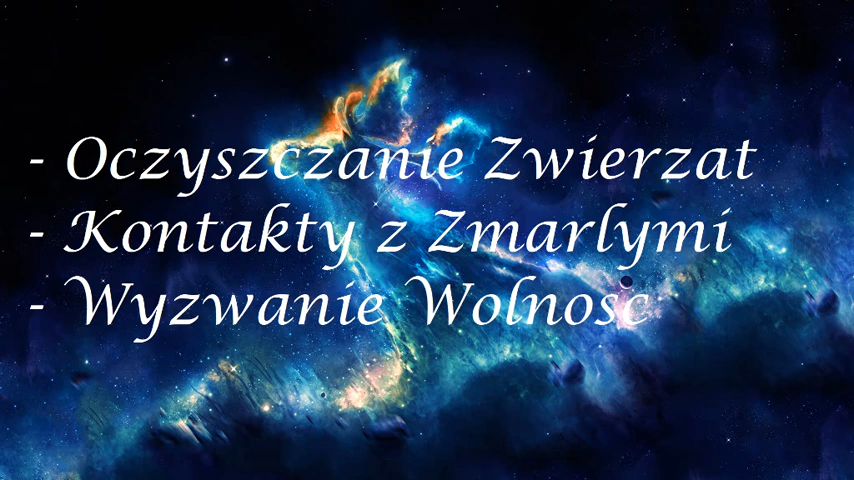 - Oczyszczanie Zwierzat
- Kontakty z Zmarlymi
- Wyzwanie Wolnosc